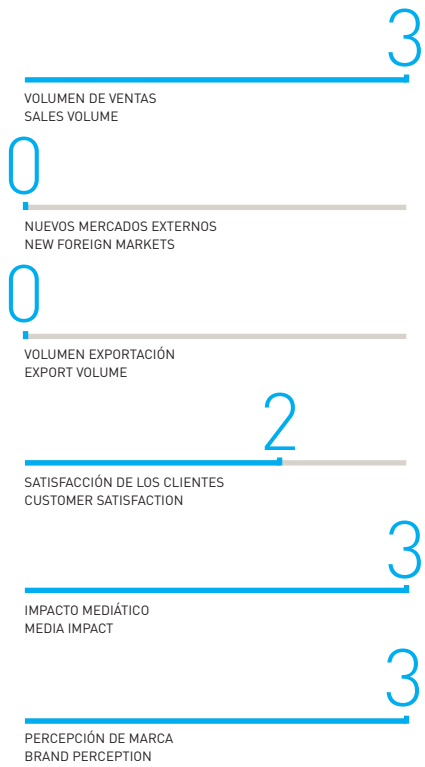 3
VOLUMEN DE VENTAS
SALES VOLUME
0
NUEVOS MERCADOS EXTERNOS
NEW FOREIGN MARKETS
0
VOLUMEN EXPORTACIÓN
EXPORT VOLUME
2
SATISFACCIÓN DE LOS CLIENTES
CUSTOMER SATISFACTION
3
IMPACTO MEDIÁTICO
MEDIA IMPACT
3
PERCEPCIÓN DE MARCA
BRAND PERCEPTION